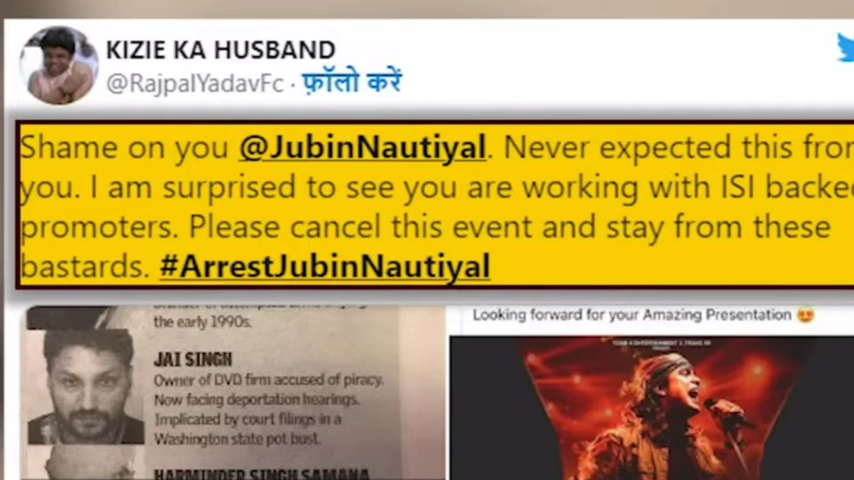 KIZIE KA HUSBAND
@RajpalYadavFc · फ़ॉलो करें
Shame on you @JubinNautiyal. Never expected this from
you. I am surprised to see you are working with ISI backed
promoters. Please cancel this event and stay from these
bastards. #ArrestJubinNautiyal
the early 1990s.
JAI SINGH
Owner of DVD firm accused of piracy.
Now facing deportation hearings.
Implicated by court filings in a
Washington state pot bust.
HARMINDER SINGH SAMANA
Looking forward for your Amazing Presentation 😍